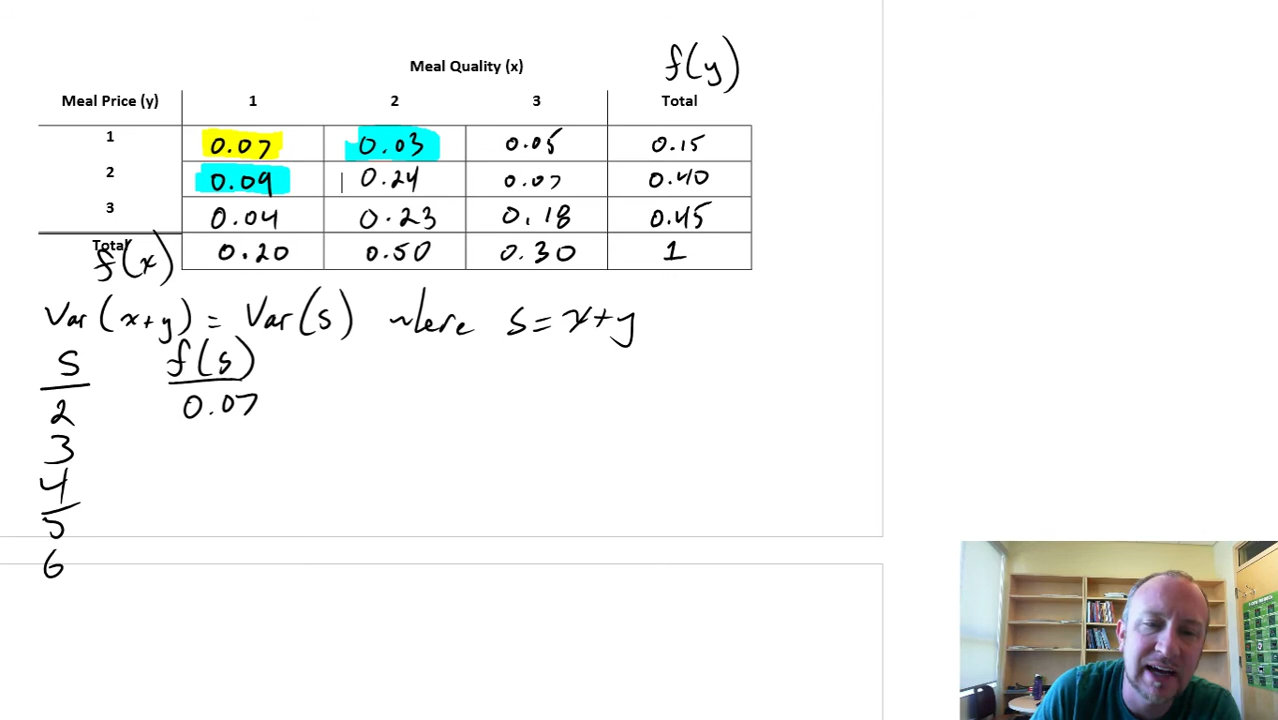 f(y)
Meal Quality (x)
Meal Price (y) 1 2 3 Total
1 0.07 0.03 0.05 0.15
2 0.09 0.24 0.07 0.40
3 0.04 0.23 0.18 0.45
Total 0.20 0.50 0.30 1
f(x)
Var(x+y) = Var(s) where s=x+y
s f(s)
2 0.07
3
4
5
6